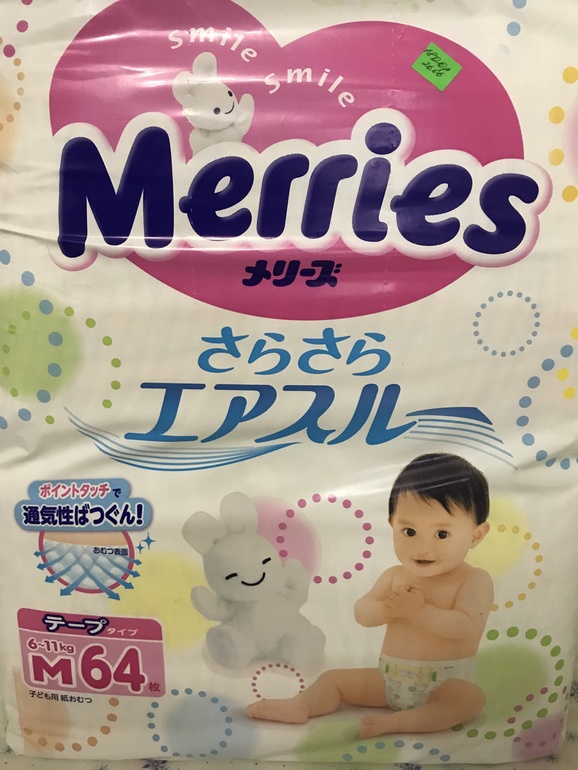 smile smile
Merries
メリーズ
さらさら
エアスルー
ポイントタッチで
通気性ばつぐん!
おむつ表面
テープタイプ
6~11kg
M64枚
子ども用 紙おむつ